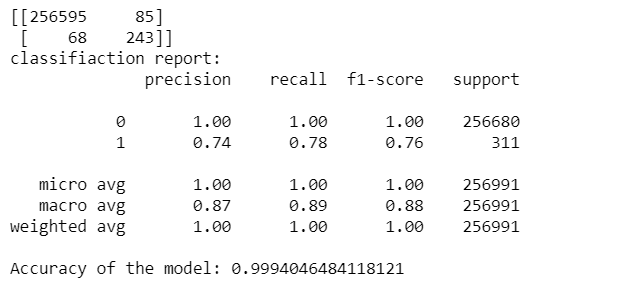 [[256595 85]
[ 68 243]]
classifiaction report:
precision recall f1-score support
0 1.00 1.00 1.00 256680
1 0.74 0.78 0.76 311
micro avg 1.00 1.00 1.00 256991
macro avg 0.87 0.89 0.88 256991
weighted avg 1.00 1.00 1.00 256991
Accuracy of the model: 0.9994046484118121